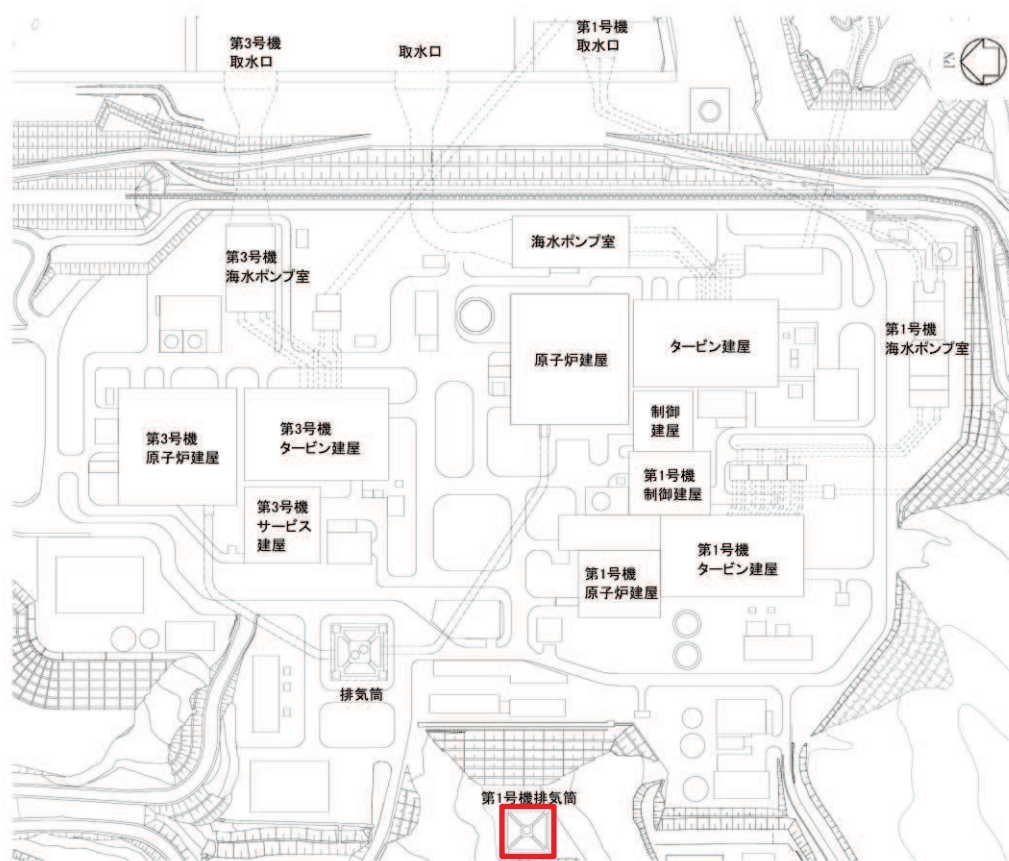 第3号機
取水口
取水口
第1号機
取水口
PN
第3号機
海水ポンプ室
海水ポンプ室
第1号機
海水ポンプ室
原子炉建屋
タービン建屋
制御
建屋
第1号機
制御建屋
第3号機
原子炉建屋
第3号機
タービン建屋
第3号機
サービス
建屋
第1号機
原子炉建屋
第1号機
タービン建屋
排気筒
第1号機排気筒